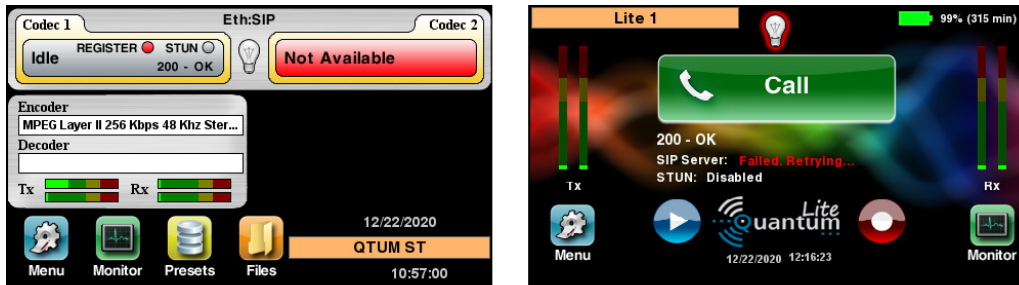 Codec 1
Eth:SIP
Codec 2
Idle
REGISTER
STUN
200 - OK
Not Available
Encoder
MPEG Layer II 256 Kbps 48 Khz Ster...
Decoder
Tx
Rx
12/22/2020
QTUM ST
10:57:00
Menu
Monitor
Presets
Files
Lite 1
99% (315 min)
Call
200 - OK
SIP Server: Failed. Retrying...
STUN: Disabled
Tx
Rx
Quantum Lite
Menu
12/22/2020 12:16:23
Monitor